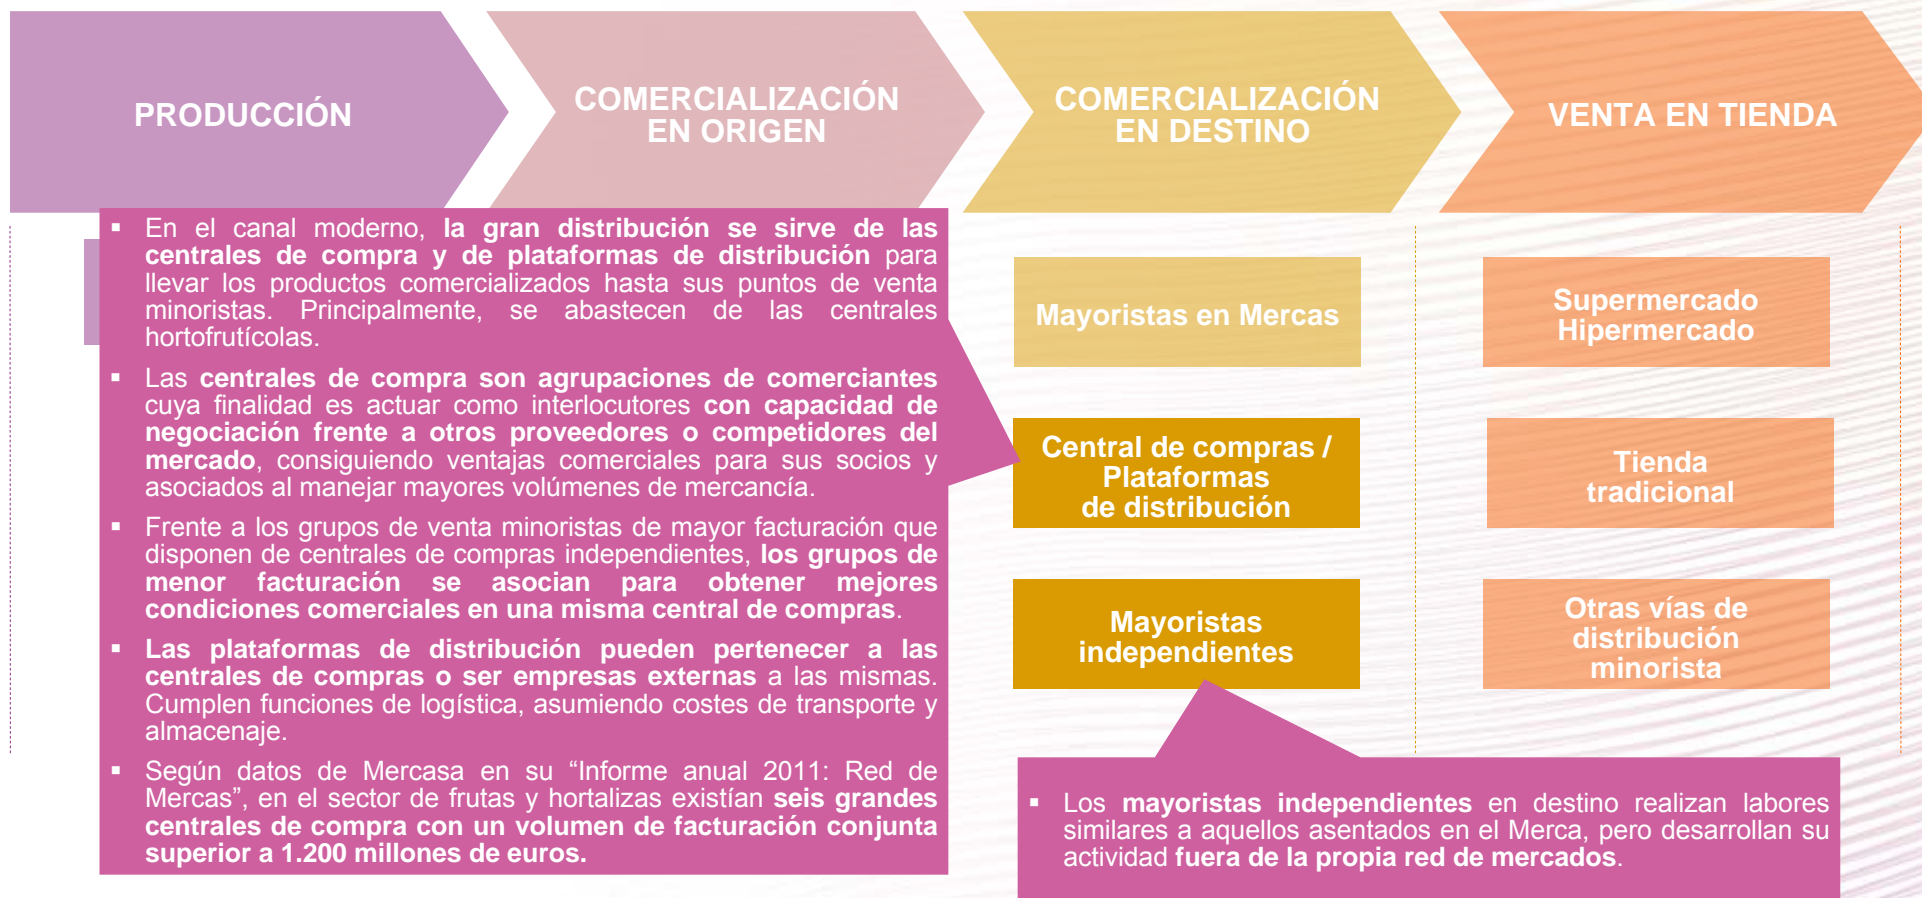 PRODUCCIÓN
COMERCIALIZACIÓN
EN ORIGEN
COMERCIALIZACIÓN
EN DESTINO
VENTA EN TIENDA
▪ En el canal moderno, la gran distribución se sirve de las
centrales de compra y de plataformas de distribución para
llevar los productos comercializados hasta sus puntos de venta
minoristas. Principalmente, se abastecen de las centrales
hortofrutícolas.
▪ Las centrales de compra son agrupaciones de comerciantes
cuya finalidad es actuar como interlocutores con capacidad de
negociación frente a otros proveedores o competidores del
mercado, consiguiendo ventajas comerciales para sus socios y
asociados al manejar mayores volúmenes de mercancía.
▪ Frente a los grupos de venta minoristas de mayor facturación que
disponen de centrales de compras independientes, los grupos de
menor facturación se asocian para obtener mejores
condiciones comerciales en una misma central de compras.
▪ Las plataformas de distribución pueden pertenecer a las
centrales de compras o ser empresas externas a las mismas.
Cumplen funciones de logística, asumiendo costes de transporte y
almacenaje.
▪ Según datos de Mercasa en su “Informe anual 2011: Red de
Mercas”, en el sector de frutas y hortalizas existían seis grandes
centrales de compra con un volumen de facturación conjunta
superior a 1.200 millones de euros.
Mayoristas en Mercas
Central de compras /
Plataformas
de distribución
Mayoristas
independientes
Supermercado
Hipermercado
Tienda
tradicional
Otras vías de
distribución
minorista
▪ Los mayoristas independientes en destino realizan labores
similares a aquellos asentados en el Merca, pero desarrollan su
actividad fuera de la propia red de mercados.